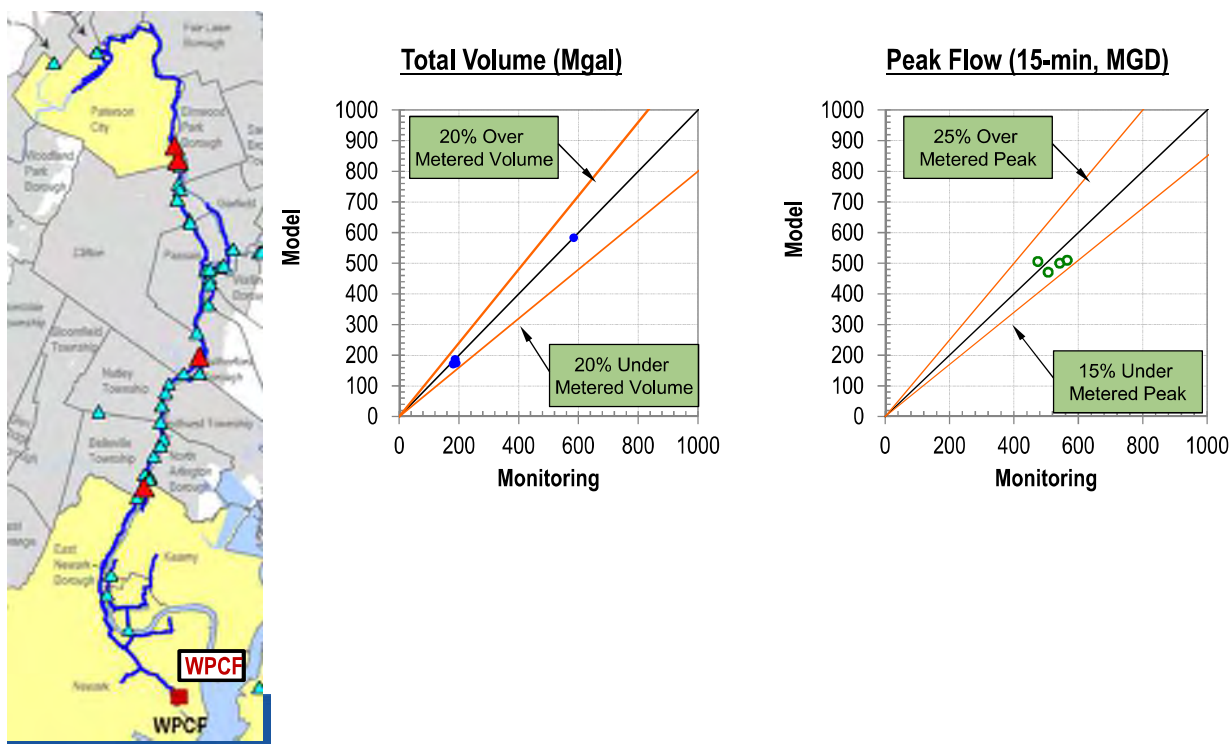 Fair Lawn
Borough
Paterson
City
Elmwood
Park
Borough
Woodland
Park
Borough
Garfield
Clifton
Passaic
Township
Bloomfield
Township
Nutley
Township
Borough
Belleville
Township
North
Arlington
Borough
East
Newark
Borough
Kearny
Newark
WPCF
WPCF
Total Volume (Mgal)
Model
1000
900
800
700
600
500
400
300
200
100
0
20% Over
Metered Volume
20% Under
Metered Volume
0 200 400 600 800 1000
Monitoring
Peak Flow (15-min, MGD)
Model
1000
900
800
700
600
500
400
300
200
100
0
25% Over
Metered Peak
15% Under
Metered Peak
0 200 400 600 800 1000
Monitoring